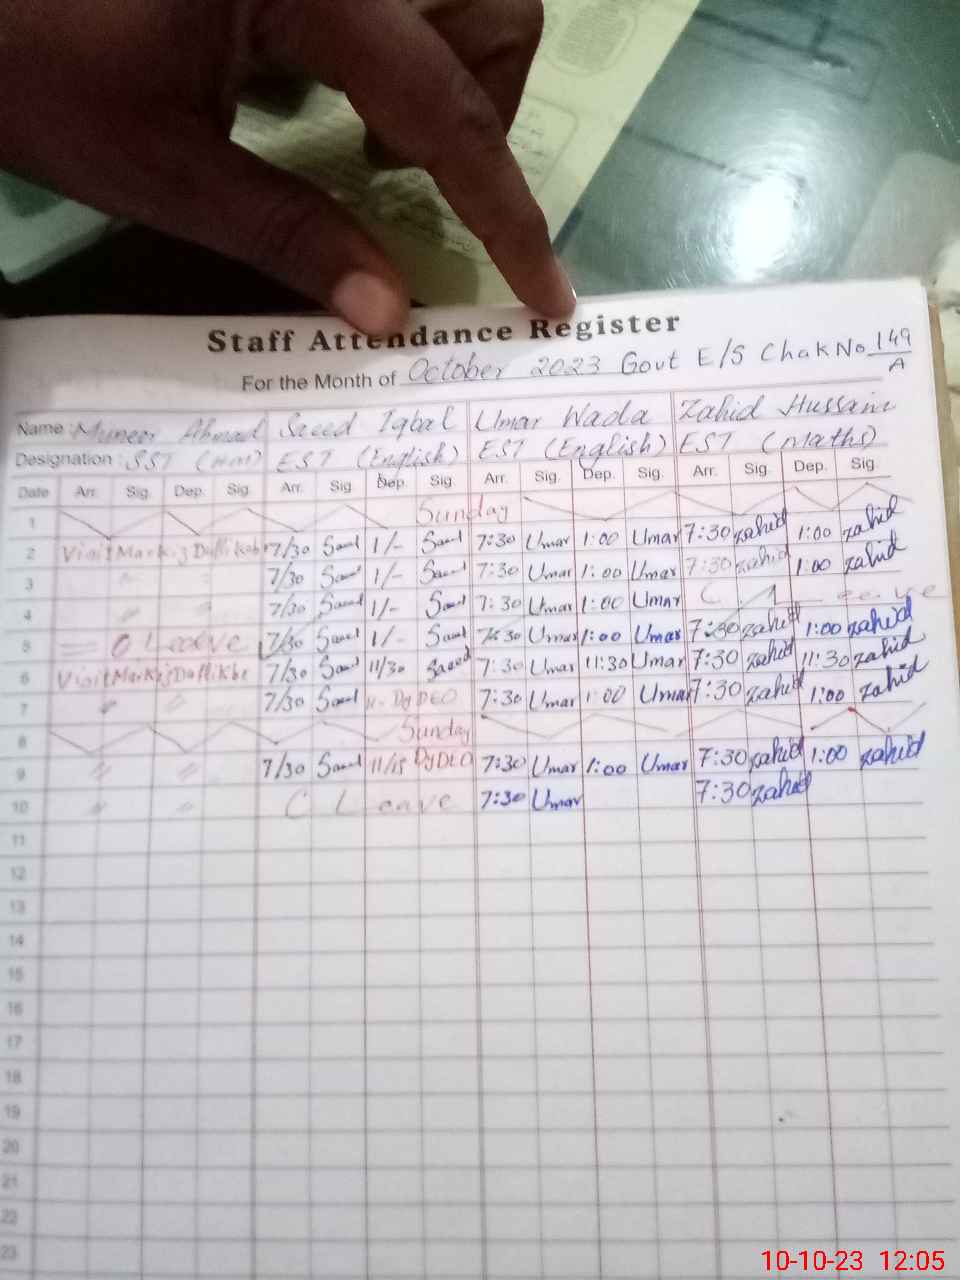 Staff Attendance Register
For the Month of October 2023 Govt E/S Chak No 149/A
Name : Muneer Ahmad Saeed Iqbal Umar Wada Zahid Hussain
Designation : SST EST (English) EST (English) EST (Maths)
Date Arr. Sig. Dep. Sig. Arr. Sig Dep. Sig. Arr. Sig. Dep. Sig. Arr. Sig. Dep. Sig.
1 Sunday
2 7/30 Saeed 1/- Saeed 7:30 Umar 1:00 Umar 7:30 zahid 1:00 zahid
3 " " 7/30 Saeed 1/- Saeed 7:30 Umar 1:00 Umar 7:30 zahid 1:00 zahid
4 " " 7/30 Saeed 1/- Saeed 7:30 Umar 1:00 Umar C. Leave
5 Leave 7/30 Saeed 1/- Saeed 7:30 Umar 1:00 Umar 7:30 zahid 1:00 zahid
6 7/30 Saeed 11/30 Saeed 7:30 Umar 11:30 Umar 7:30 zahid 11:30 zahid
7 " " 7/30 Saeed DyDEO 7:30 Umar 1:00 Umar 7:30 zahid 1:00 zahid
8 Sunday
9 " " 7/30 Saeed 11/15 DyDEO 7:30 Umar 1:00 Umar 7:30 zahid 1:00 zahid
10 " " C Leave 7:30 Umar 7:30 zahid
11
12
13
14
15
16
17
18
19
20
21
22
23
10-10-23 12:05